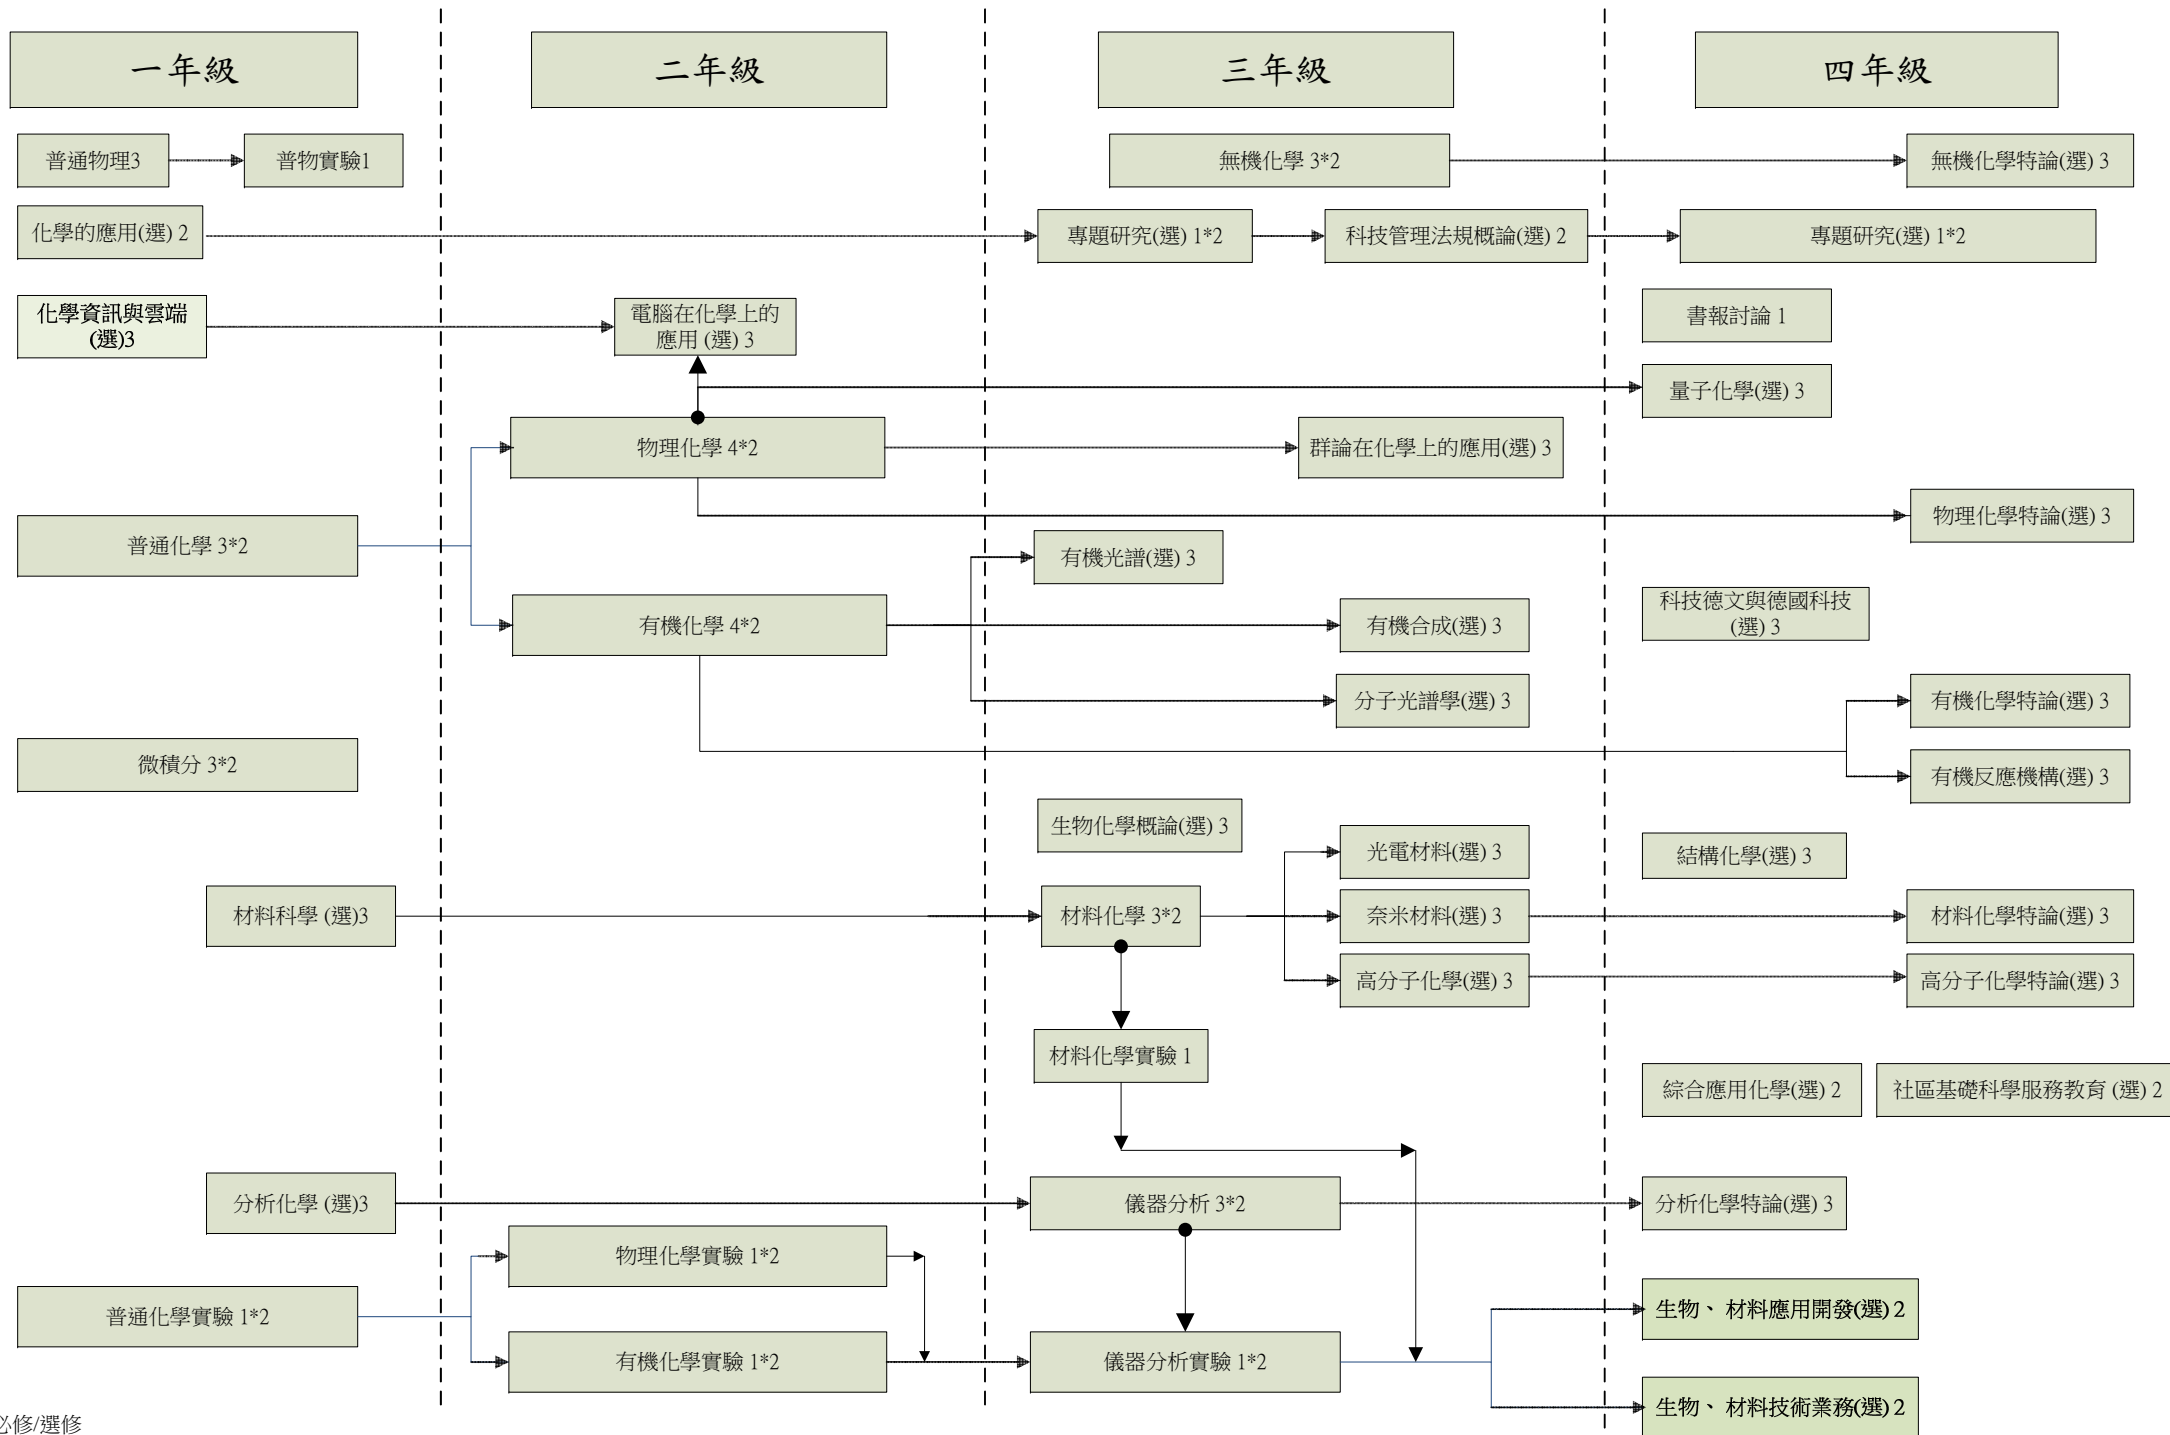 一年級
二年級
三年級
四年級
普通物理3
普物實驗1
無機化學 3*2
無機化學特論(選) 3
化學的應用(選) 2
專題研究(選) 1*2
科技管理法規概論(選) 2
專題研究(選) 1*2
化學資訊與雲端
(選)3
電腦在化學上的
應用 (選) 3
書報討論 1
量子化學(選) 3
物理化學 4*2
群論在化學上的應用(選) 3
物理化學特論(選) 3
普通化學 3*2
有機光譜(選) 3
科技德文與德國科技
(選) 3
有機化學 4*2
有機合成(選) 3
分子光譜學(選) 3
有機化學特論(選) 3
微積分 3*2
有機反應機構(選) 3
生物化學概論(選) 3
光電材料(選) 3
結構化學(選) 3
材料科學 (選)3
材料化學 3*2
奈米材料(選) 3
材料化學特論(選) 3
高分子化學(選) 3
高分子化學特論(選) 3
材料化學實驗 1
綜合應用化學(選) 2
社區基礎科學服務教育 (選) 2
分析化學 (選)3
儀器分析 3*2
分析化學特論(選) 3
物理化學實驗 1*2
普通化學實驗 1*2
生物、 材料應用開發(選) 2
有機化學實驗 1*2
儀器分析實驗 1*2
生物、 材料技術業務(選) 2
必修/選修